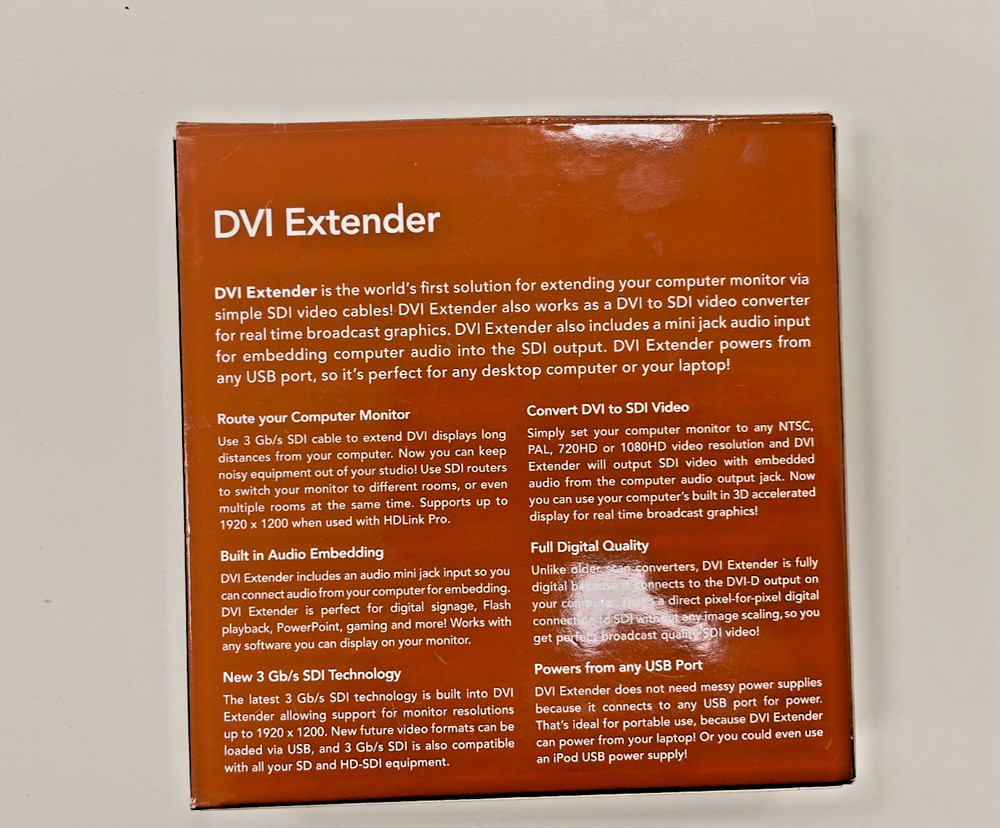 DVI Extender
DVI Extender is the world's first solution for extending your computer monitor via
simple SDI video cables! DVI Extender also works as a DVI to SDI video converter
for real time broadcast graphics. DVI Extender also includes a mini jack audio input
for embedding computer audio into the SDI output. DVI Extender powers from
any USB port, so it's perfect for any desktop computer or your laptop!
Route your Computer Monitor
Use 3 Gb/s SDI cable to extend DVI displays long
distances from your computer. Now you can keep
noisy equipment out of your studio! Use SDI routers
to switch your monitor to different rooms, or even
multiple rooms at the same time. Supports up to
1920 x 1200 when used with HDLink Pro.
Built in Audio Embedding
DVI Extender includes an audio mini jack input so you
can connect audio from your computer for embedding.
DVI Extender is perfect for digital signage, Flash
playback, PowerPoint, gaming and more! Works with
any software you can display on your monitor.
New 3 Gb/s SDI Technology
The latest 3 Gb/s SDI technology is built into DVI
Extender allowing support for monitor resolutions
up to 1920 x 1200. New future video formats can be
loaded via USB, and 3 Gb/s SDI is also compatible
with all your SD and HD-SDI equipment.
Convert DVI to SDI Video
Simply set your computer monitor to any NTSC,
PAL, 720HD or 1080HD video resolution and DVI
Extender will output SDI video with embedded
audio from the computer audio output jack. Now
you can use your computer's built in 3D accelerated
display for real time broadcast graphics!
Full Digital Quality
Unlike older scan converters, DVI Extender is fully
digital because it connects to the DVI-D output on
your computer. That's a direct pixel-for-pixel digital
connection to SDI without any image scaling, so you
get perfect broadcast quality SDI video!
Powers from any USB Port
DVI Extender does not need messy power supplies
because it connects to any USB port for power.
That's ideal for portable use, because DVI Extender
can power from your laptop! Or you could even use
an iPod USB power supply!